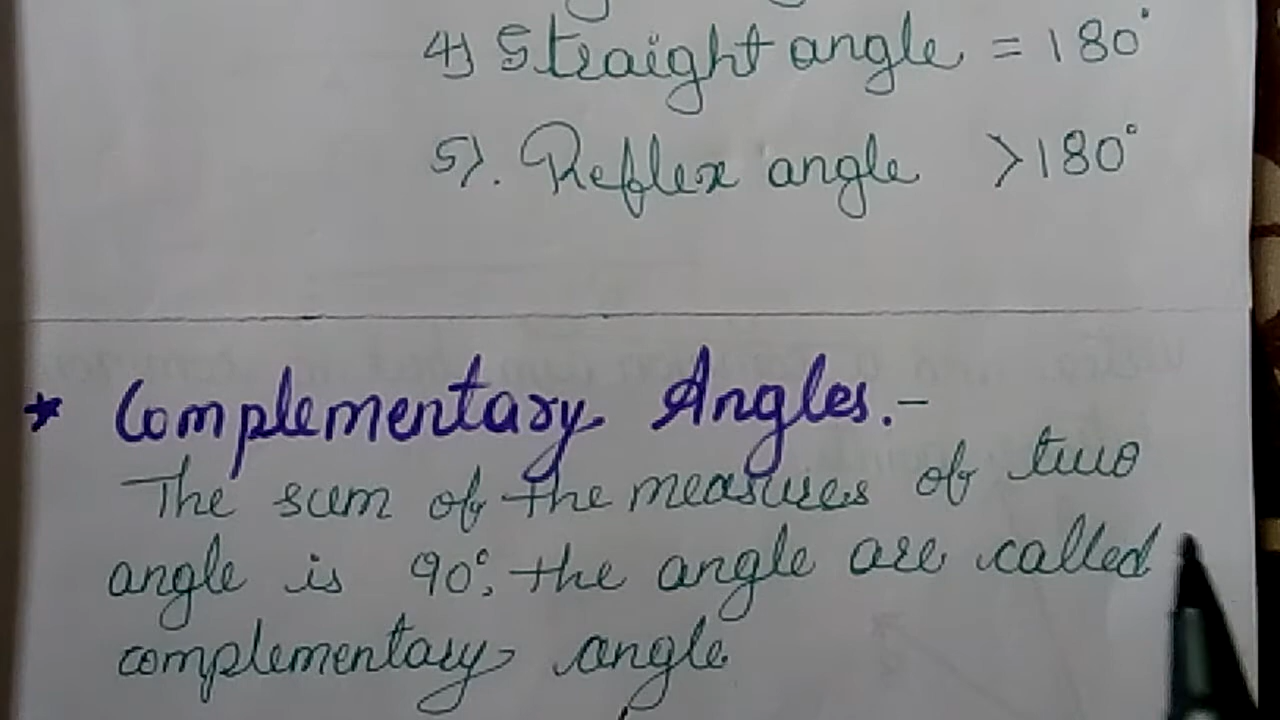 4) Straight angle = 180°
5). Reflex angle >180°
* Complementary Angles.-
The sum of the measures of two
angle is 90°, the angle are called
complementary angle